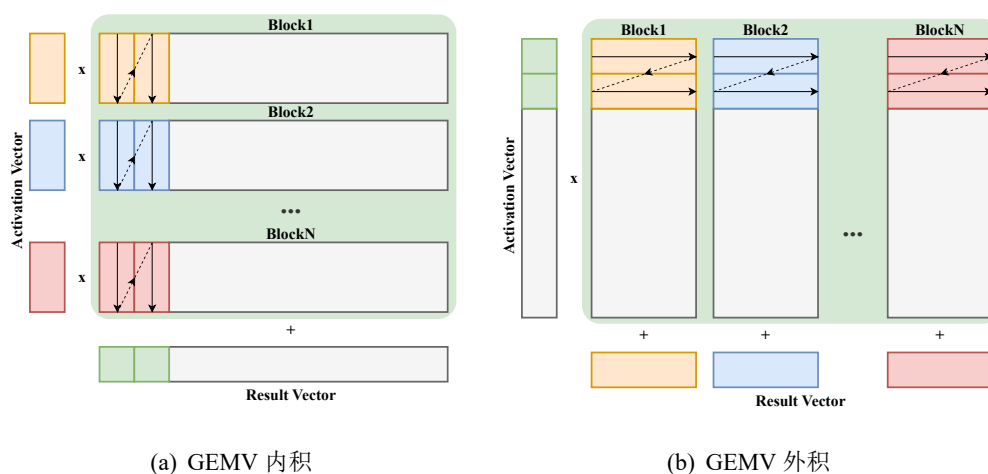 Block1
Activation Vector
x
Block2
x
...
BlockN
x
+
Result Vector
(a) GEMV 内积
Block1 Block2 BlockN
Activation Vector
x
...
+ + +
Result Vector
(b) GEMV 外积